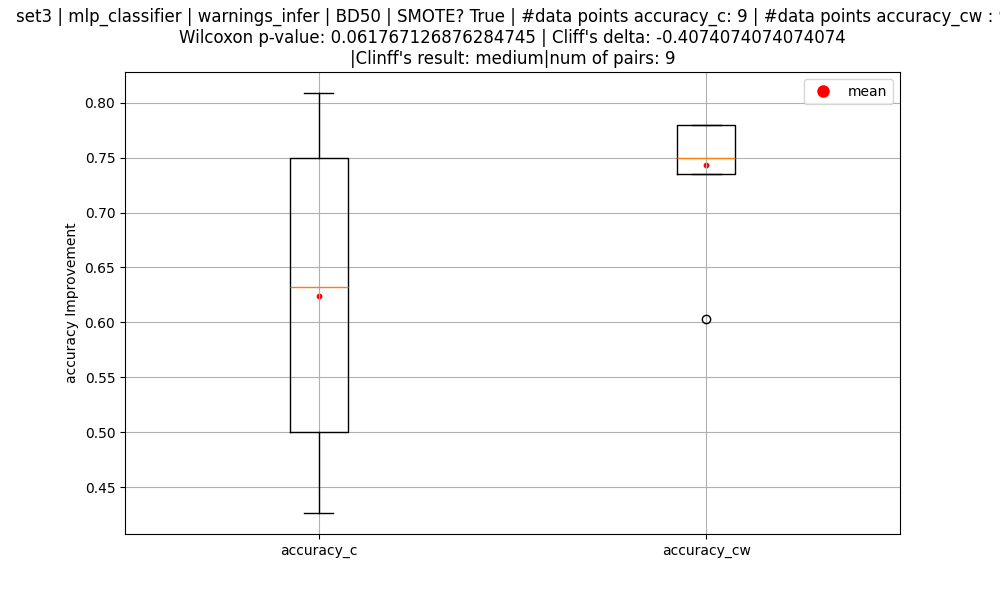 set3 | mlp_classifier | warnings_infer | BD50 | SMOTE? True | #data points accuracy_c: 9 | #data points accuracy_cw :
Wilcoxon p-value: 0.061767126876284745 | Cliff's delta: -0.4074074074074074
|Clinff's result: medium|num of pairs: 9
mean
0.80
0.75
0.70
0.65
0.60
0.55
0.50
0.45
accuracy Improvement
accuracy_c
accuracy_cw